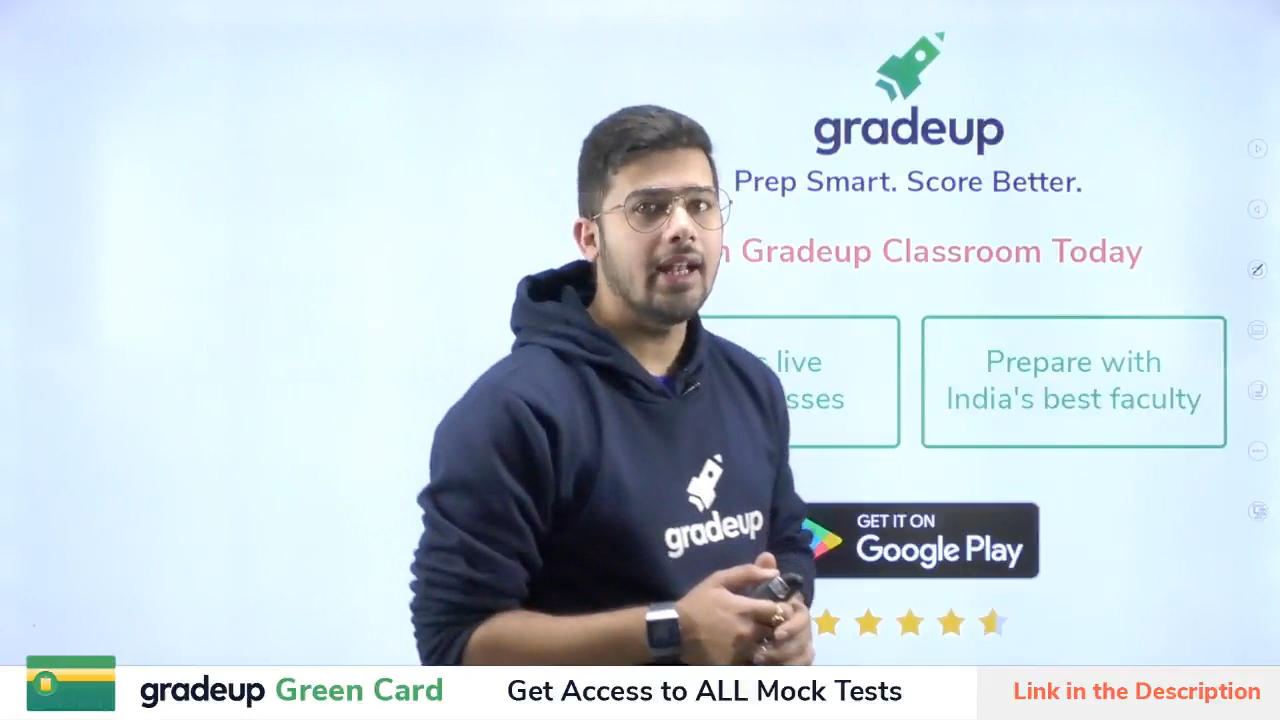 gradeup
Prep Smart. Score Better.
Gradeup Classroom Today
live
Prepare with
India's best faculty
gradeup
GET IT ON
Google Play
gradeup Green Card
Get Access to ALL Mock Tests
Link in the Description